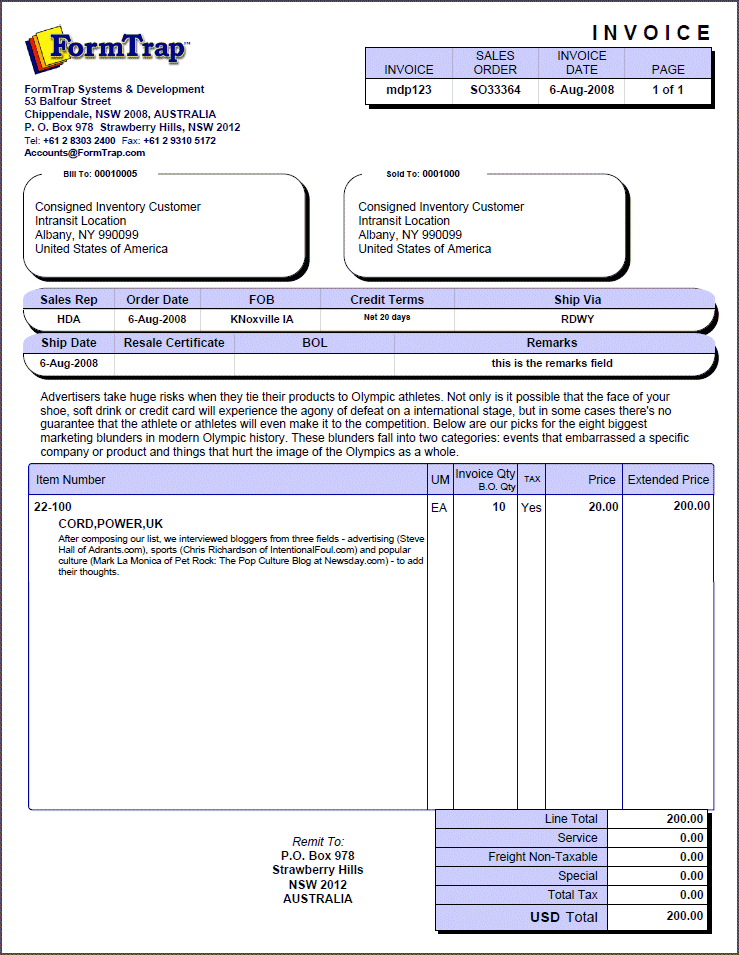 FormTrap™
INVOICE
INVOICE SALES ORDER INVOICE DATE PAGE
mdp123 SO33364 6-Aug-2008 1 of 1
FormTrap Systems & Development
53 Balfour Street
Chippendale, NSW 2008, AUSTRALIA
P. O. Box 978 Strawberry Hills, NSW 2012
Tel: +61 2 8303 2400 Fax: +61 2 9310 5172
Accounts@FormTrap.com
Bill To: 00010005
Consigned Inventory Customer
Intransit Location
Albany, NY 990099
United States of America
Sold To: 0001000
Consigned Inventory Customer
Intransit Location
Albany, NY 990099
United States of America
Sales Rep Order Date FOB Credit Terms Ship Via
HDA 6-Aug-2008 KNoxville IA Net 20 days RDWY
Ship Date Resale Certificate BOL Remarks
6-Aug-2008 this is the remarks field
Advertisers take huge risks when they tie their products to Olympic athletes. Not only is it possible that the face of your
shoe, soft drink or credit card will experience the agony of defeat on a international stage, but in some cases there's no
guarantee that the athlete or athletes will even make it to the competition. Below are our picks for the eight biggest
marketing blunders in modern Olympic history. These blunders fall into two categories: events that embarrassed a specific
company or product and things that hurt the image of the Olympics as a whole.
Item Number UM Invoice Qty B.O. Qty TAX Price Extended Price
22-100 EA 10 Yes 20.00 200.00
CORD,POWER,UK
After composing our list, we interviewed bloggers from three fields - advertising (Steve
Hall of Adrants.com), sports (Chris Richardson of IntentionalFoul.com) and popular
culture (Mark La Monica of Pet Rock: The Pop Culture Blog at Newsday.com) - to add
their thoughts.
Remit To:
P.O. Box 978
Strawberry Hills
NSW 2012
AUSTRALIA
Line Total 200.00
Service 0.00
Freight Non-Taxable 0.00
Special 0.00
Total Tax 0.00
USD Total 200.00